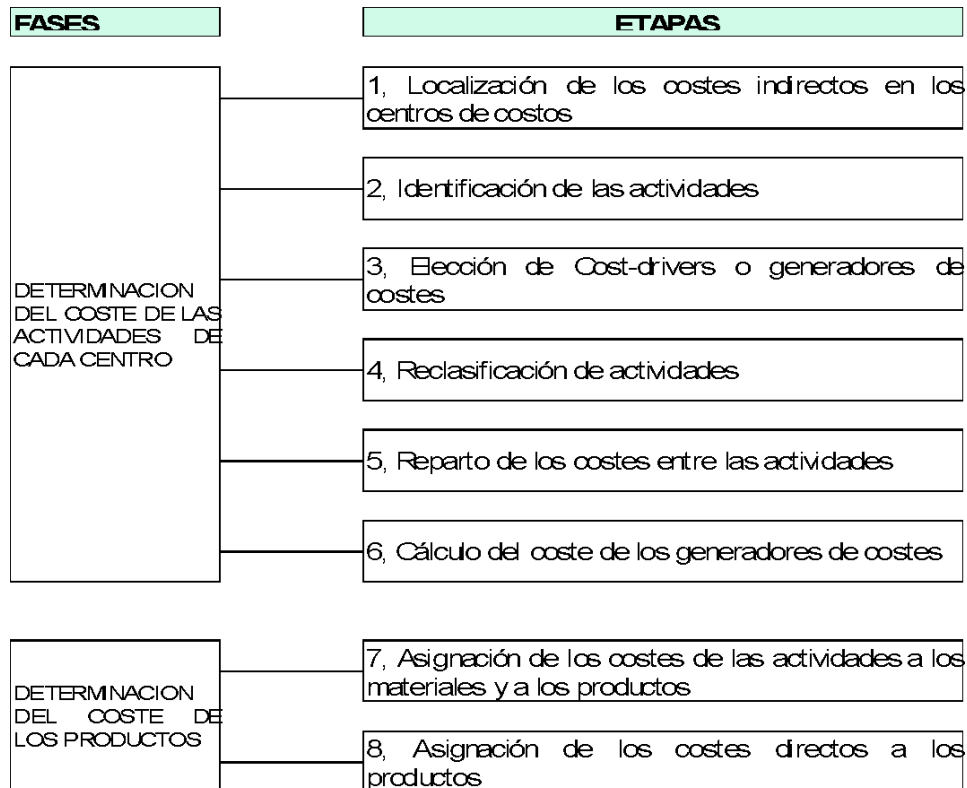 FASES
ETAPAS
DETERMINACION
DEL COSTE DE LAS
ACTIVIDADES DE
CADA CENTRO
1, Localización de los costes indirectos en los
centros de costos
2, Identificación de las actividades
3, Elección de Cost-drivers o generadores de
costes
4, Reclasificación de actividades
5, Reparto de los costes entre las actividades
6, Cálculo del coste de los generadores de costes
DETERMINACION
DEL COSTE DE
LOS PRODUCTOS
7, Asignación de los costes de las actividades a los
materiales y a los productos
8, Asignación de los costes directos a los
productos